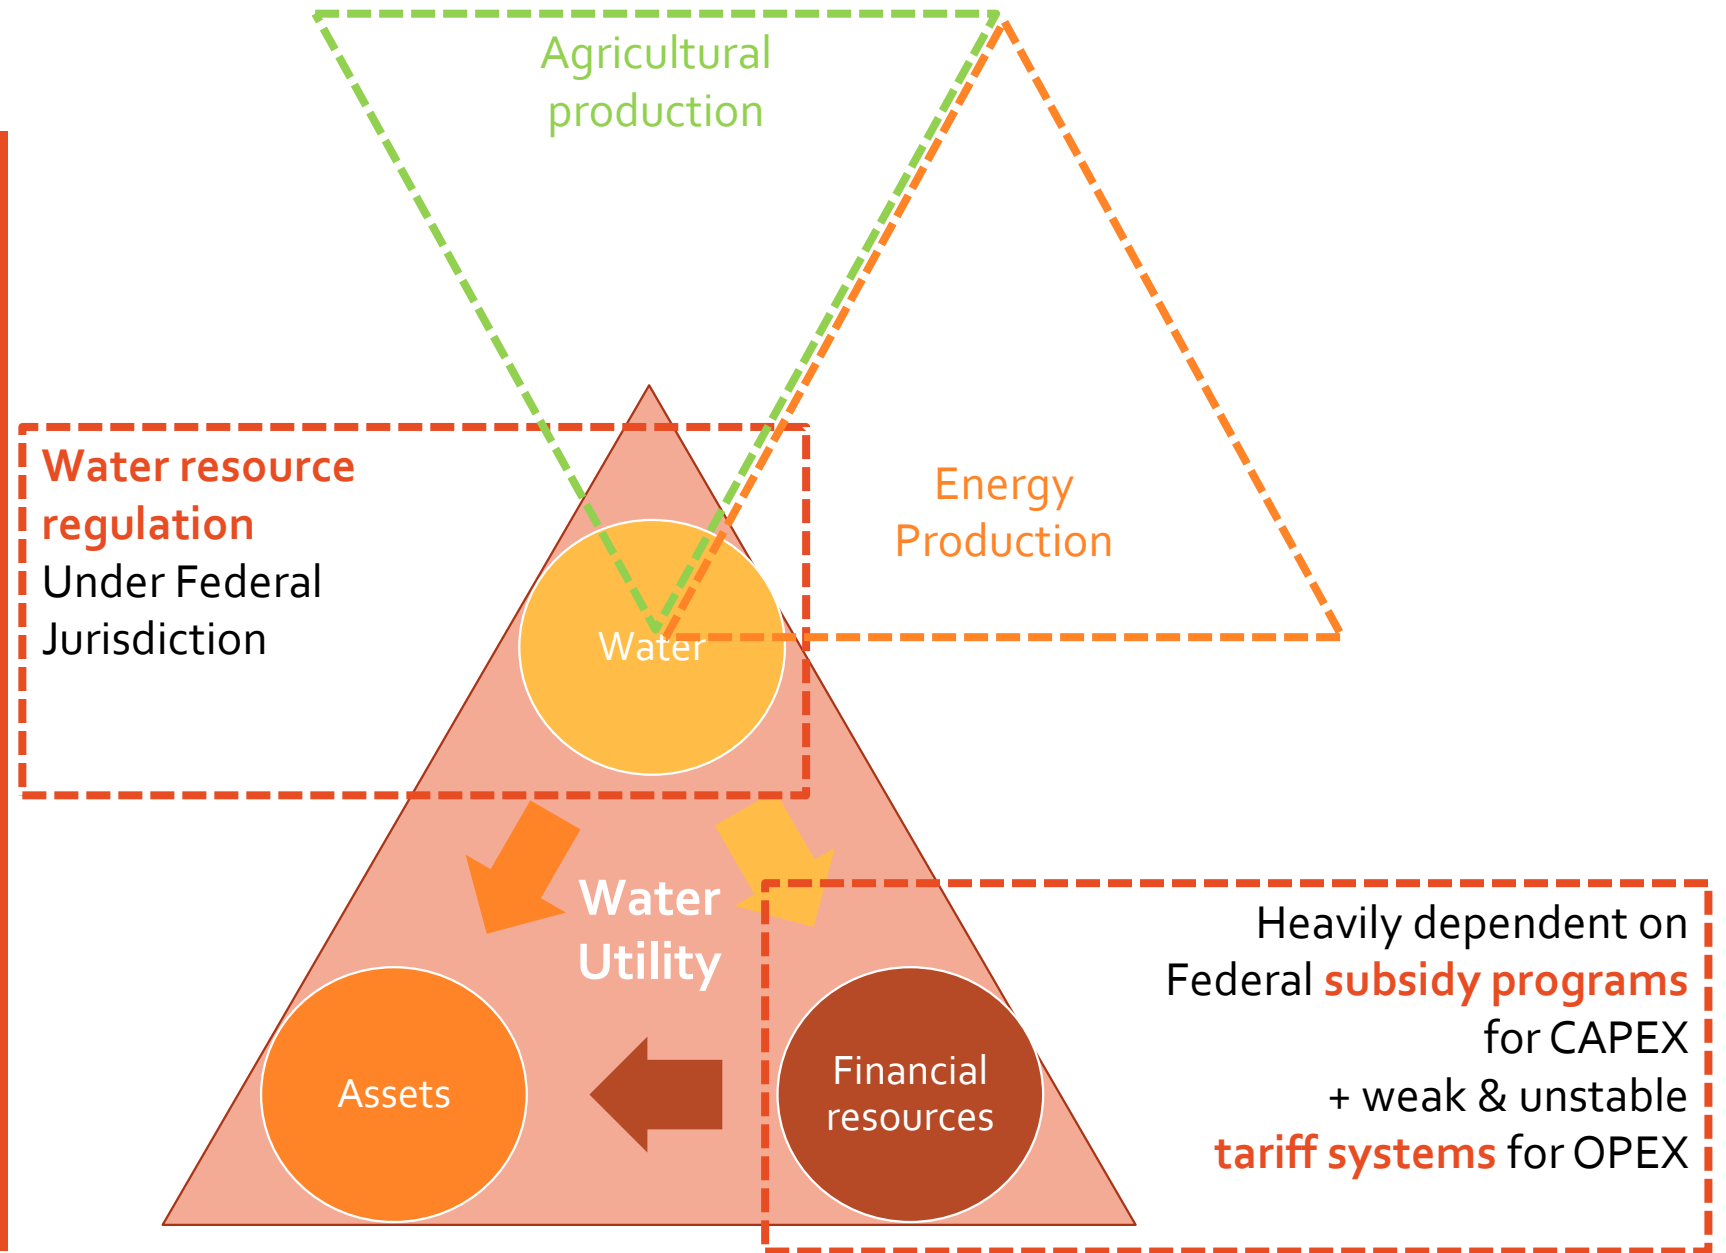 Agricultural
production
Water resource
regulation
Under Federal
Jurisdiction
Energy
Production
Water
Water
Utility
Heavily dependent on
Federal subsidy programs
for CAPEX
+ weak & unstable
tariff systems for OPEX
Assets
Financial
resources